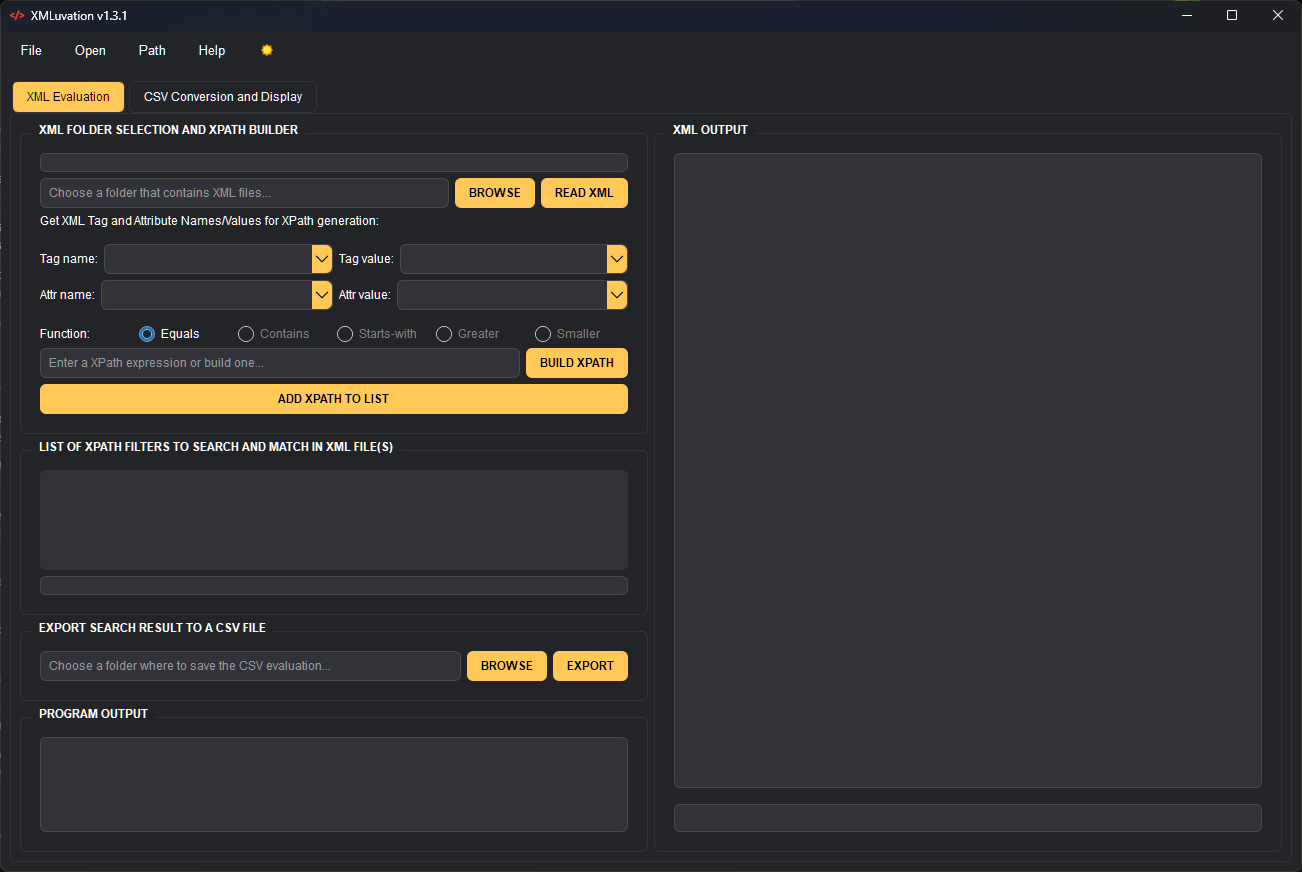 </> XMLuvation v1.3.1
File Open Path Help
XML Evaluation CSV Conversion and Display
XML FOLDER SELECTION AND XPATH BUILDER
Choose a folder that contains XML files... BROWSE READ XML
Get XML Tag and Attribute Names/Values for XPath generation:
Tag name: Tag value:
Attr name: Attr value:
Function: Equals Contains Starts-with Greater Smaller
Enter a XPath expression or build one... BUILD XPATH
ADD XPATH TO LIST
LIST OF XPATH FILTERS TO SEARCH AND MATCH IN XML FILE(S)
EXPORT SEARCH RESULT TO A CSV FILE
Choose a folder where to save the CSV evaluation... BROWSE EXPORT
PROGRAM OUTPUT
XML OUTPUT